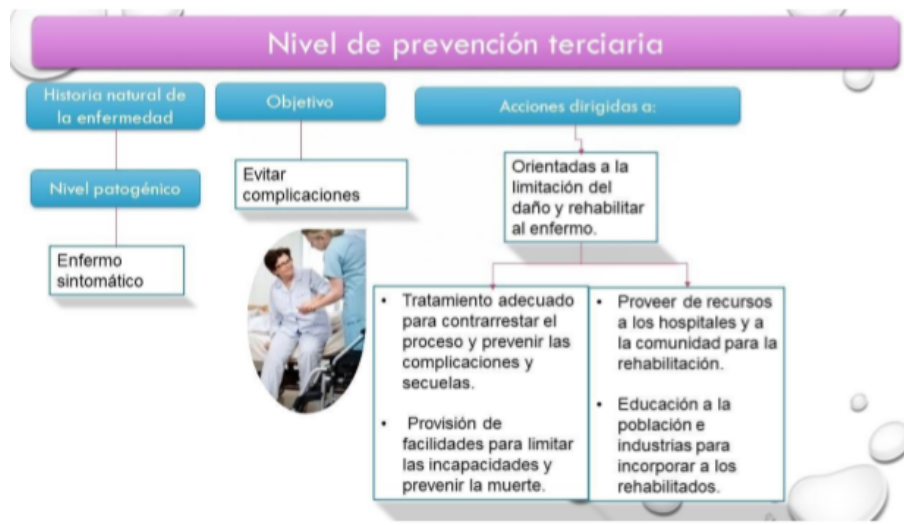 Nivel de prevención terciaria
Historia natural de
la enfermedad
Nivel patogénico
Enfermo
sintomático
Objetivo
Evitar
complicaciones
Acciones dirigidas a:
Orientadas a la
limitación del
daño y rehabilitar
al enfermo.
• Tratamiento adecuado
para contrarrestar el
proceso y prevenir las
complicaciones y
secuelas.
• Provisión de
facilidades para limitar
las incapacidades y
prevenir la muerte.
• Proveer de recursos
a los hospitales y a
la comunidad para la
rehabilitación.
• Educación a la
población e
industrias para
incorporar a los
rehabilitados.